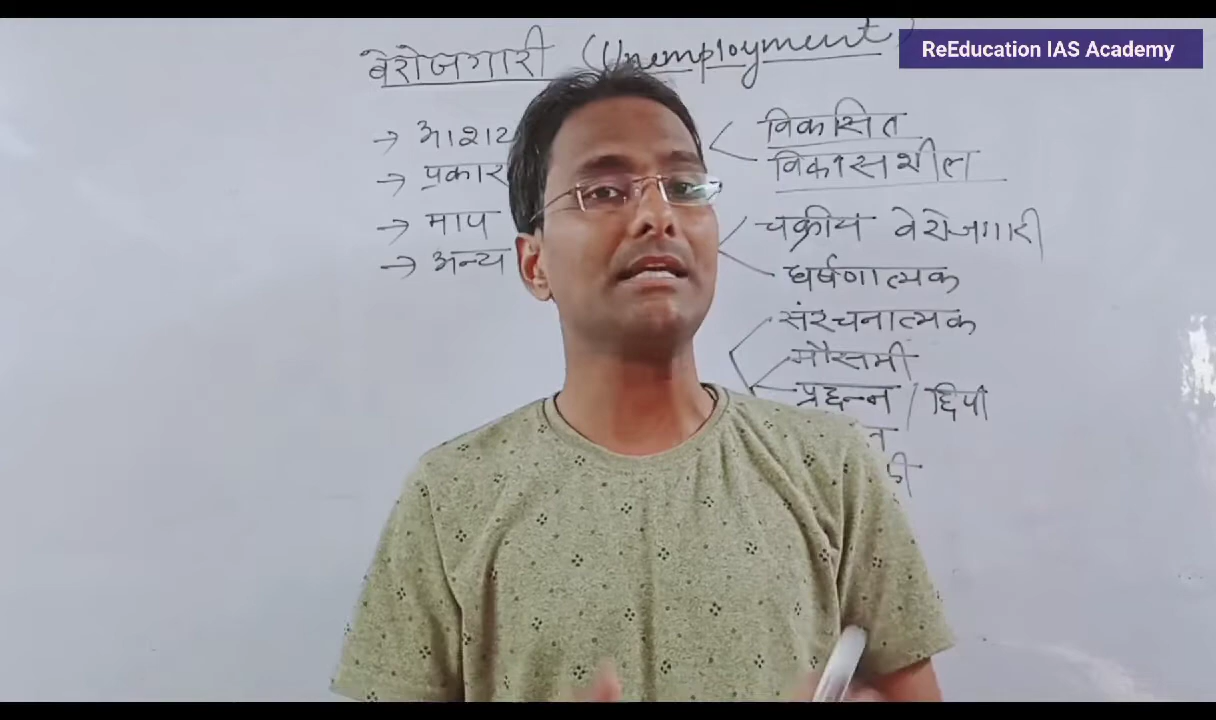 ReEducation IAS Academy
बेरोजगारी (Unemployment)
→ आशय
→ प्रकार
→ माप
→ अन्य
विकसित
विकासशील
चक्रीय बेरोजगारी
घर्षणात्मक
संरचनात्मक
मौसमी
प्रछन्न / छिपी